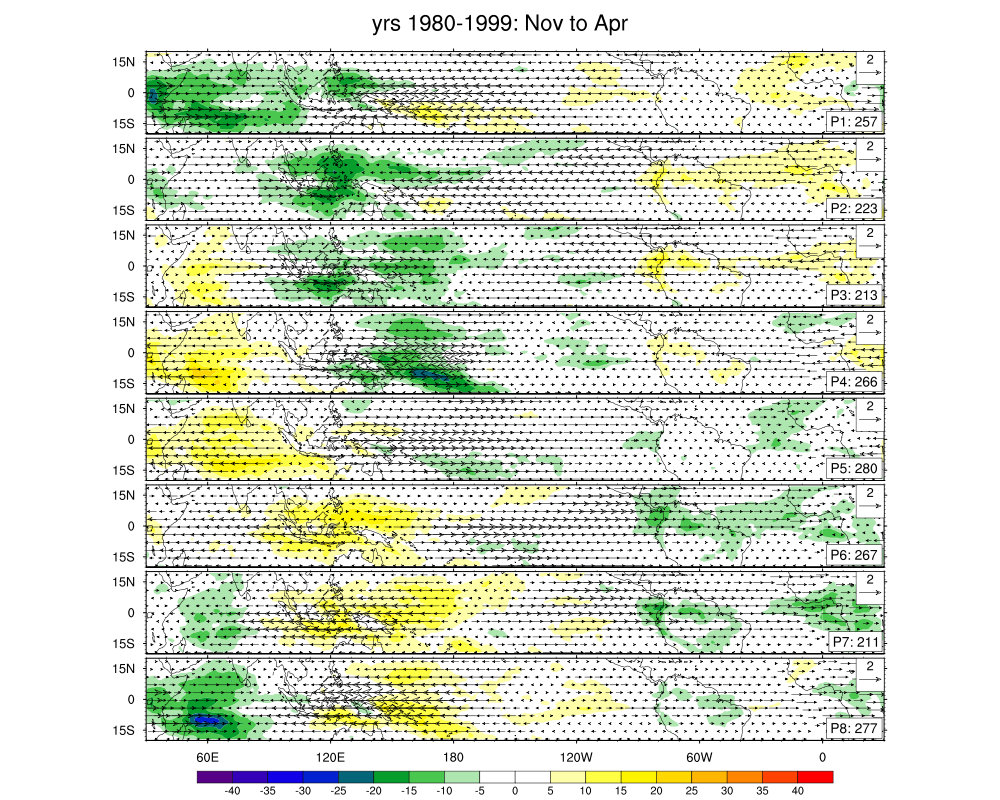 yrs 1980-1999: Nov to Apr
15N
0
15S
2
P1: 257
15N
0
15S
2
P2: 223
15N
0
15S
2
P3: 213
15N
0
15S
2
P4: 266
15N
0
15S
2
P5: 280
15N
0
15S
2
P6: 267
15N
0
15S
2
P7: 211
15N
0
15S
2
P8: 277
60E 120E 180 120W 60W 0
-40 -35 -30 -25 -20 -15 -10 -5 0 5 10 15 20 25 30 35 40